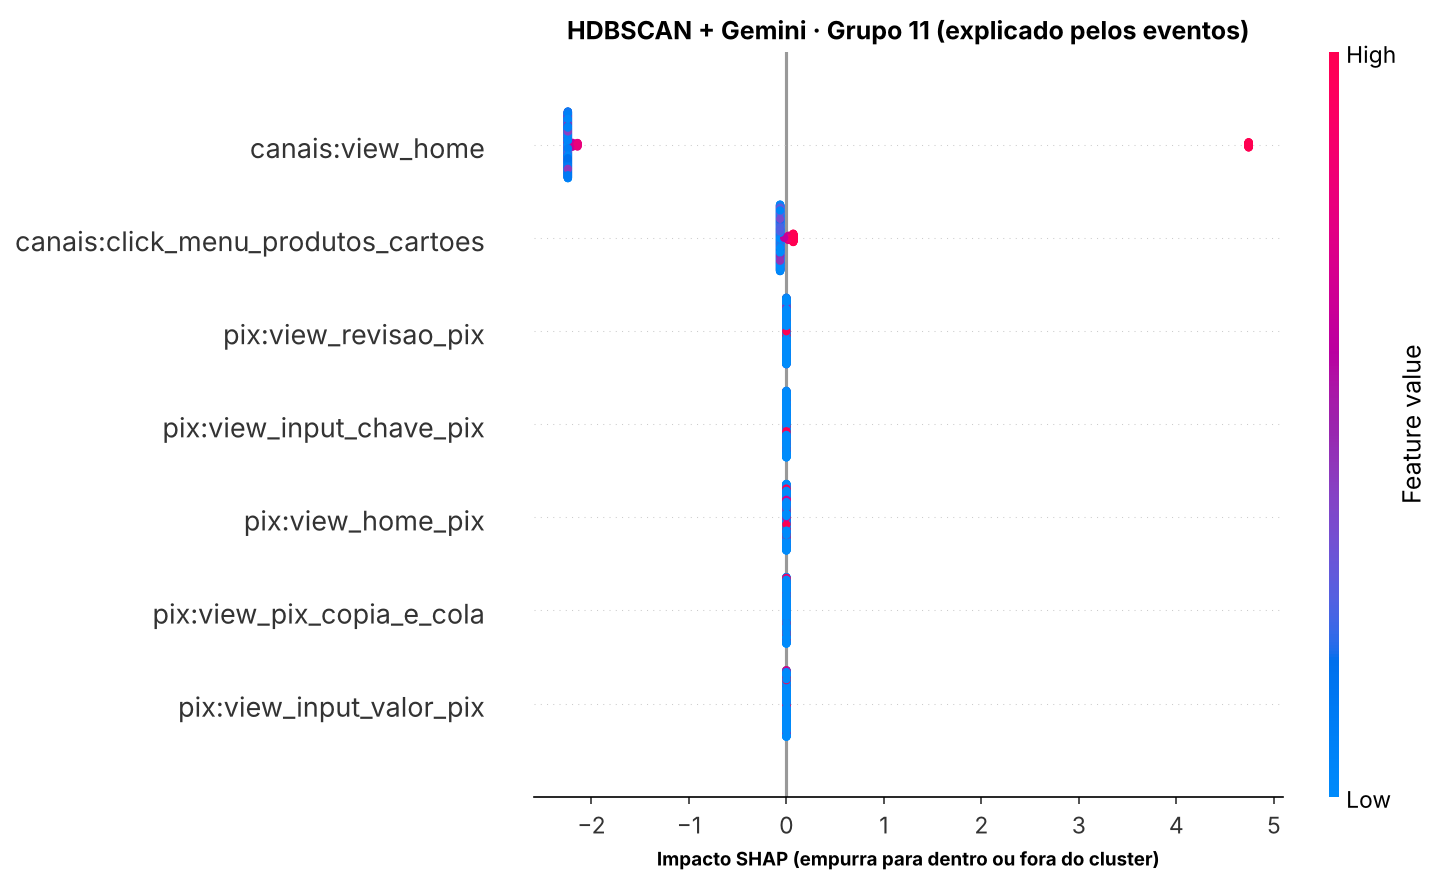 HDBSCAN + Gemini · Grupo 11 (explicado pelos eventos)
High
canais:view_home
canais:click_menu_produtos_cartoes
pix:view_revisao_pix
pix:view_input_chave_pix
pix:view_home_pix
pix:view_pix_copia_e_cola
pix:view_input_valor_pix
Feature value
Low
−2 −1 0 1 2 3 4 5
Impacto SHAP (empurra para dentro ou fora do cluster)